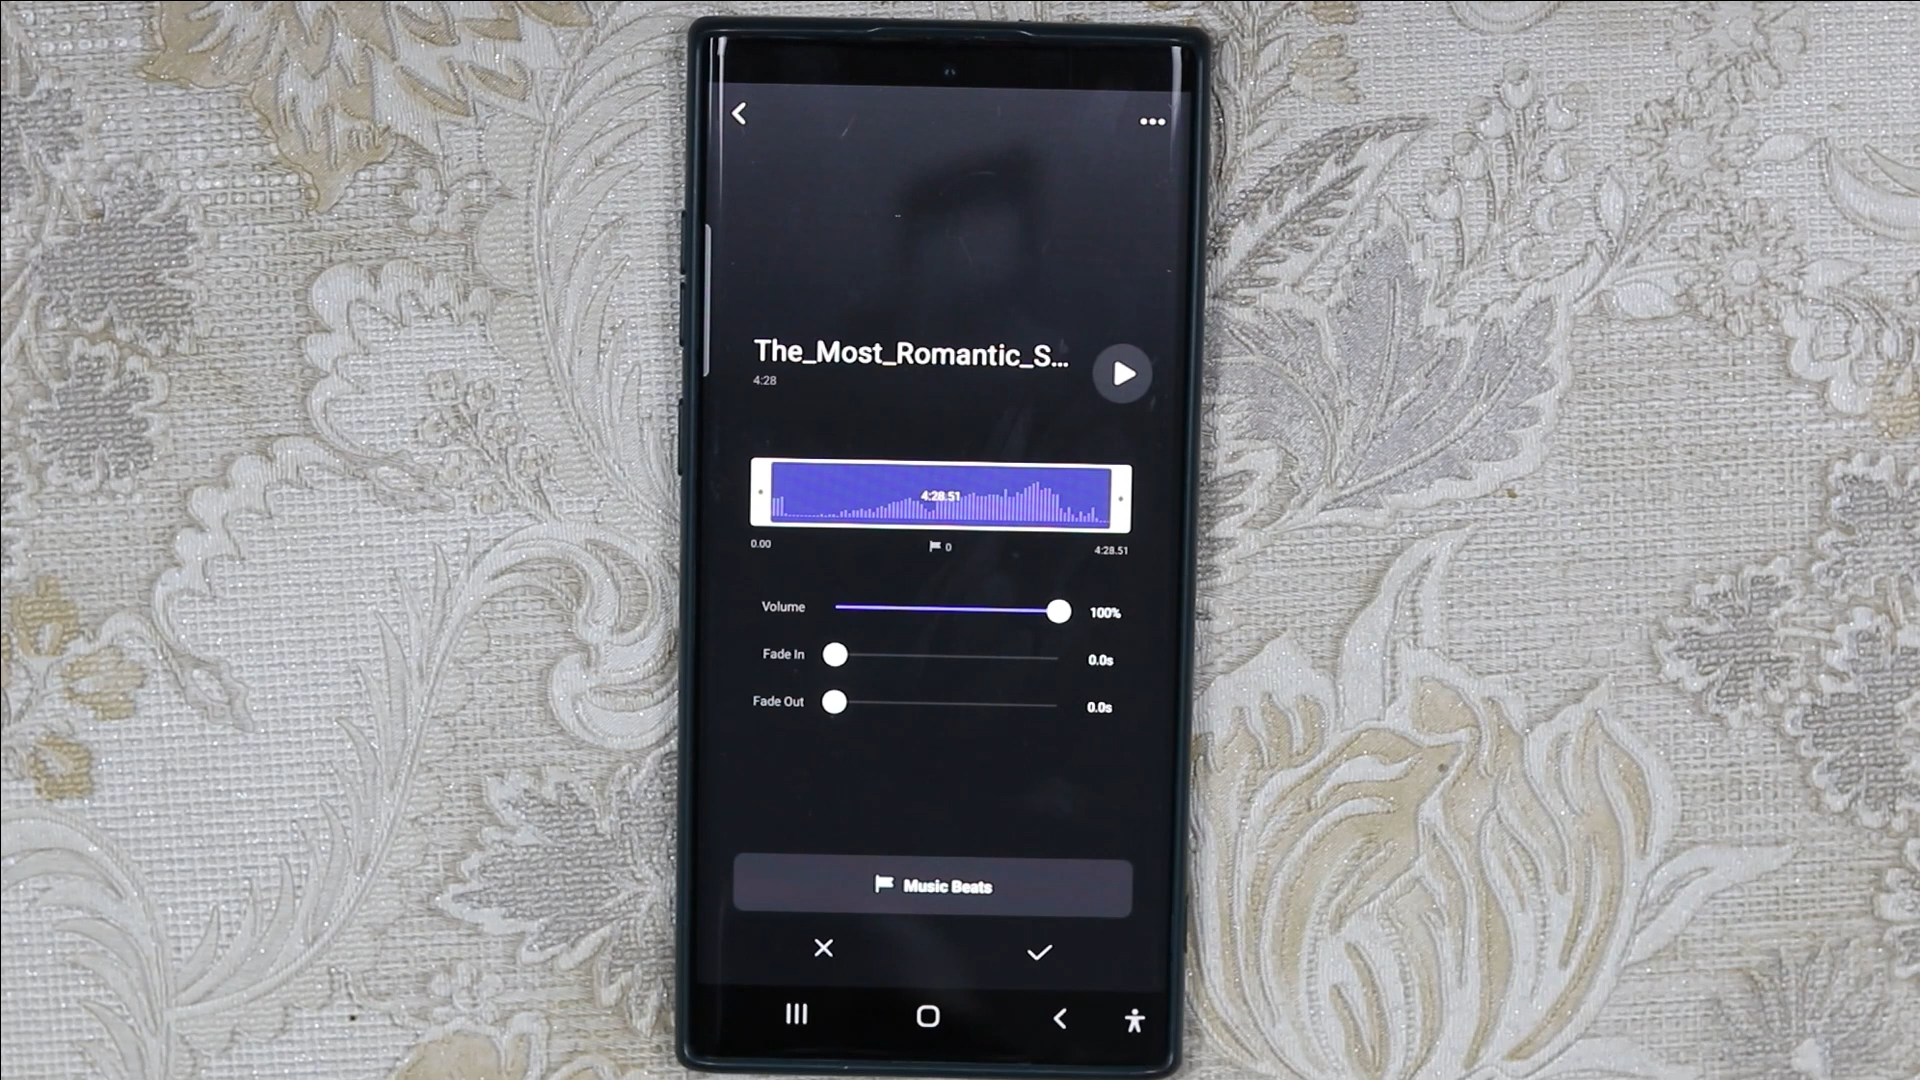 The_Most_Romantic_S...
4:28
4:28.51
0.00 0 4:28.51
Volume 100%
Fade In 0.0s
Fade Out 0.0s
Music Beats